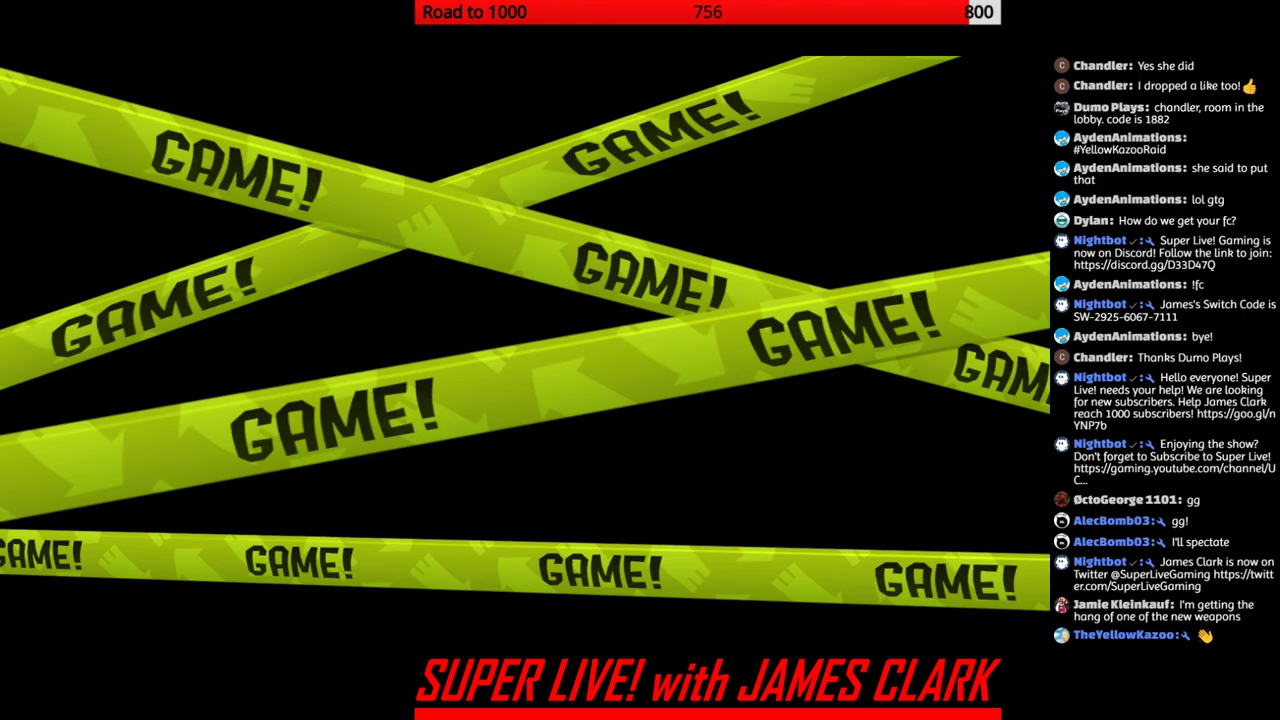 Road to 1000 756 800
GAME!
GAME!
GAME!
GAME!
GAME!
GAME!
GAM
GAME!
GAME!
GAME!
GAME!
SUPER LIVE! with JAMES CLARK
Chandler: Yes she did
Chandler: I dropped a like too!👍
Dumo Plays: chandler, room in the
lobby. code is 1882
AydenAnimations:
#YellowKazooRaid
AydenAnimations: she said to put
that
AydenAnimations: lol gtg
Dylan: How do we get your fc?
Nightbot ✓: Super Live! Gaming is
now on Discord! Follow the link to join:
https://discord.gg/D33D47Q
AydenAnimations: !fc
Nightbot ✓: James's Switch Code is
SW-2925-6067-7111
AydenAnimations: bye!
Chandler: Thanks Dumo Plays!
Nightbot ✓: Hello everyone! Super
Live! needs your help! We are looking
for new subscribers. Help James Clark
reach 1000 subscribers! https://goo.gl/n
YNP7b
Nightbot ✓: Enjoying the show?
Don't forget to Subscribe to Super Live!
https://gaming.youtube.com/channel/U
C...
ØctoGeorge 1101: gg
AlecBomb03: gg!
AlecBomb03: I'll spectate
Nightbot ✓: James Clark is now on
Twitter @SuperLiveGaming https://twitt
er.com/SuperLiveGaming
Jamie Kleinkauf: I'm getting the
hang of one of the new weapons
TheYellowKazoo: 👋